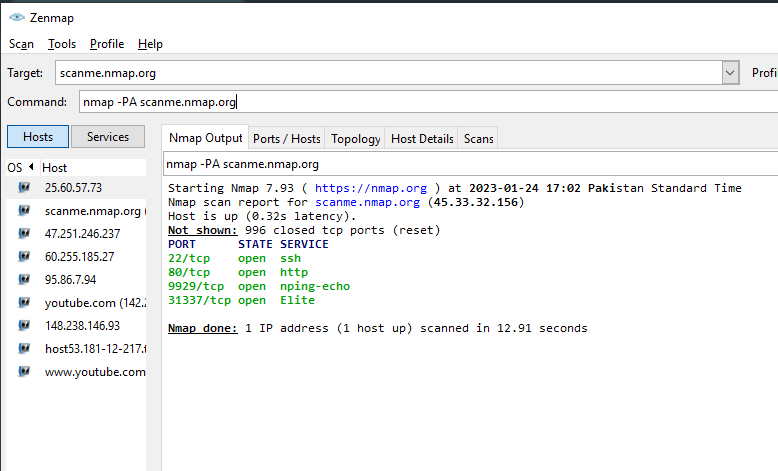 Zenmap
Scan Tools Profile Help
Target: scanme.nmap.org Profi
Command: nmap -PA scanme.nmap.org
Hosts Services
Nmap Output Ports / Hosts Topology Host Details Scans
OS Host
25.60.57.73
scanme.nmap.org (
47.251.246.237
60.255.185.27
95.86.7.94
youtube.com (142.2
148.238.146.93
host53.181-12-217.t
www.youtube.com
nmap -PA scanme.nmap.org
Starting Nmap 7.93 ( https://nmap.org ) at 2023-01-24 17:02 Pakistan Standard Time
Nmap scan report for scanme.nmap.org (45.33.32.156)
Host is up (0.32s latency).
Not shown: 996 closed tcp ports (reset)
PORT STATE SERVICE
22/tcp open ssh
80/tcp open http
9929/tcp open nping-echo
31337/tcp open Elite
Nmap done: 1 IP address (1 host up) scanned in 12.91 seconds